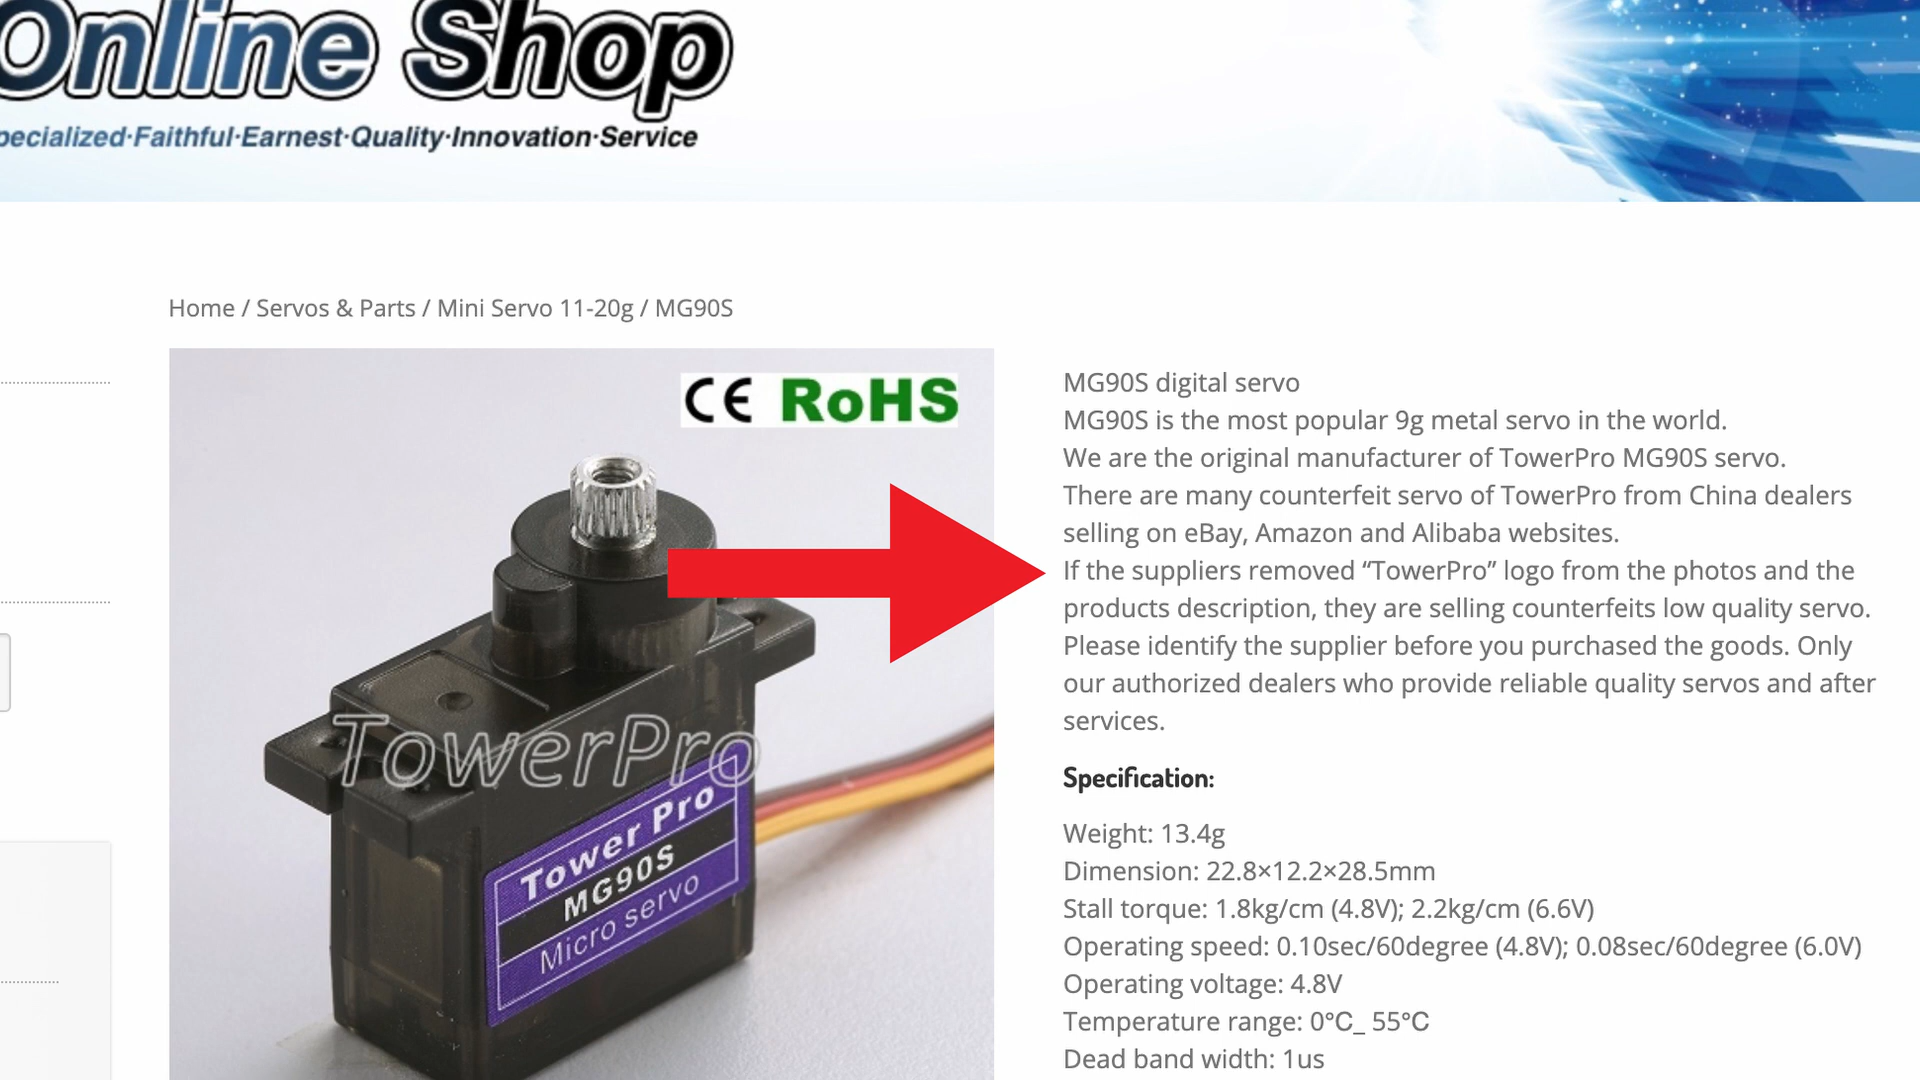 Online Shop
pecialized·Faithful·Earnest·Quality·Innovation·Service
Home / Servos & Parts / Mini Servo 11-20g / MG90S
CE RoHS
TowerPro
Tower Pro
MG90S
Micro servo
MG90S digital servo
MG90S is the most popular 9g metal servo in the world.
We are the original manufacturer of TowerPro MG90S servo.
There are many counterfeit servo of TowerPro from China dealers
selling on eBay, Amazon and Alibaba websites.
If the suppliers removed “TowerPro” logo from the photos and the
products description, they are selling counterfeits low quality servo.
Please identify the supplier before you purchased the goods. Only
our authorized dealers who provide reliable quality servos and after
services.
Specification:
Weight: 13.4g
Dimension: 22.8×12.2×28.5mm
Stall torque: 1.8kg/cm (4.8V); 2.2kg/cm (6.6V)
Operating speed: 0.10sec/60degree (4.8V); 0.08sec/60degree (6.0V)
Operating voltage: 4.8V
Temperature range: 0℃_ 55℃
Dead band width: 1us